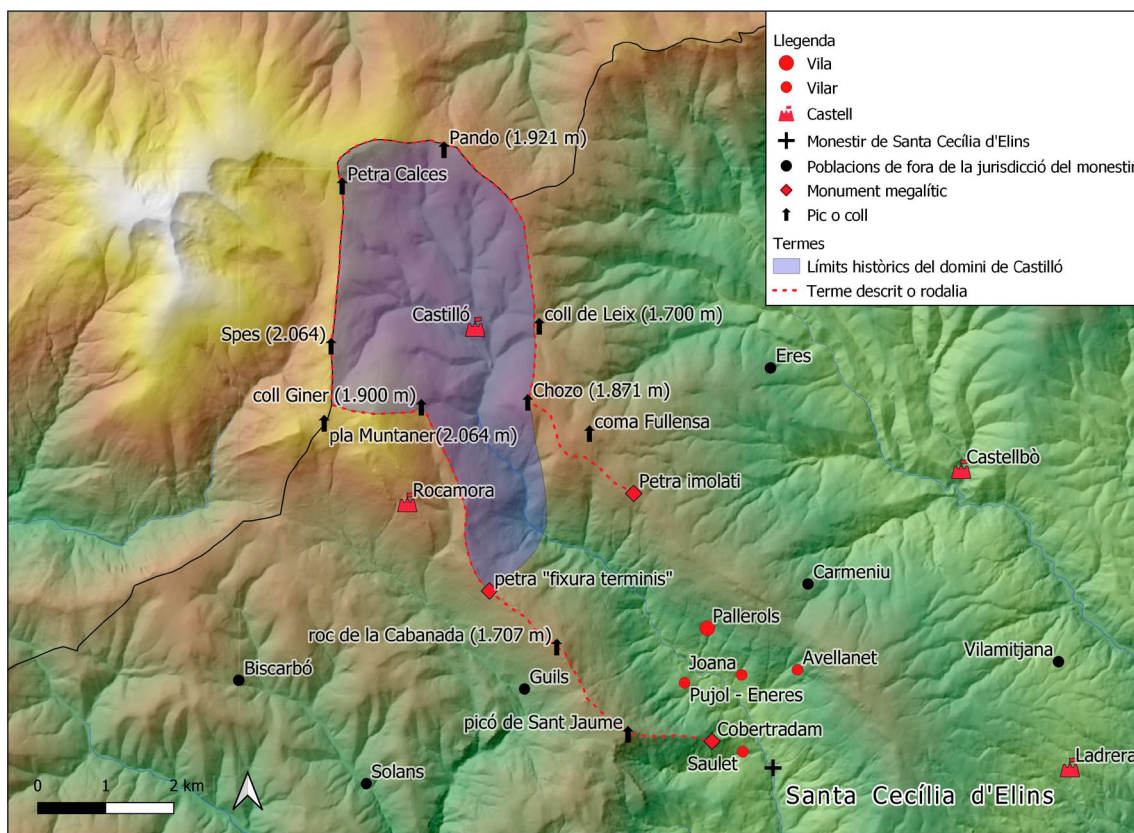 Llegenda
Vila
Vilar
Castell
Monestir de Santa Cecília d'Elins
Poblacions de fora de la jurisdicció del monestir
Monument megalític
Pic o coll
Termes
Límits històrics del domini de Castilló
Terme descrit o rodalia
Pando (1.921 m)
Petra Calces
Castilló
coll de Leix (1.700 m)
Spes (2.064)
Eres
coll Giner (1.900 m)
Chozo (1.871 m)
pla Muntaner(2.064 m)
coma Fullensa
Castellbò
Rocamora
Petra imolati
petra "fixura terminis"
Carmeniu
Pallerols
roc de la Cabanada (1.707 m)
Biscarbó
Guils
Joana
Avellanet
Vilamitjana
Pujol - Eneres
picó de Sant Jaume
Cobertradam
Saulet
Ladrera
Solans
Santa Cecília d'Elins
0 1 2 km